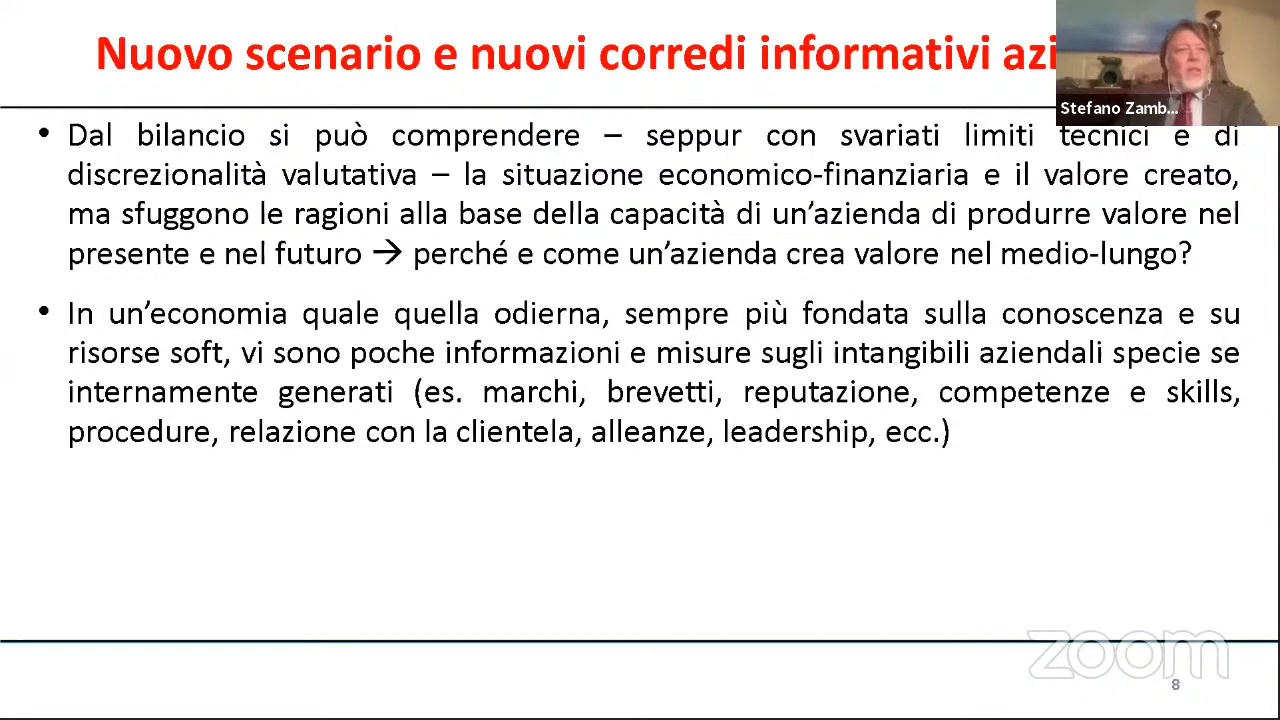 Nuovo scenario e nuovi corredi informativi azi
Stefano Zamb...
• Dal bilancio si può comprendere – seppur con svariati limiti tecnici e di
discrezionalità valutativa – la situazione economico-finanziaria e il valore creato,
ma sfuggono le ragioni alla base della capacità di un’azienda di produrre valore nel
presente e nel futuro → perché e come un’azienda crea valore nel medio-lungo?
• In un’economia quale quella odierna, sempre più fondata sulla conoscenza e su
risorse soft, vi sono poche informazioni e misure sugli intangibili aziendali specie se
internamente generati (es. marchi, brevetti, reputazione, competenze e skills,
procedure, relazione con la clientela, alleanze, leadership, ecc.)
zoom
8